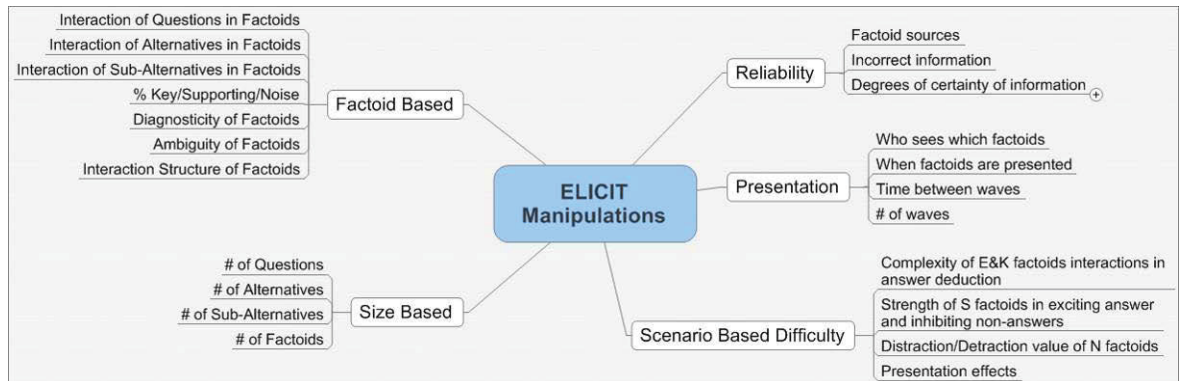 Interaction of Questions in Factoids
Interaction of Alternatives in Factoids
Interaction of Sub-Alternatives in Factoids
% Key/Supporting/Noise
Diagnosticity of Factoids
Ambiguity of Factoids
Interaction Structure of Factoids
Factoid Based
# of Questions
# of Alternatives
# of Sub-Alternatives
# of Factoids
Size Based
ELICIT
Manipulations
Reliability
Factoid sources
Incorrect information
Degrees of certainty of information
Presentation
Who sees which factoids
When factoids are presented
Time between waves
# of waves
Scenario Based Difficulty
Complexity of E&K factoids interactions in
answer deduction
Strength of S factoids in exciting answer
and inhibiting non-answers
Distraction/Detraction value of N factoids
Presentation effects